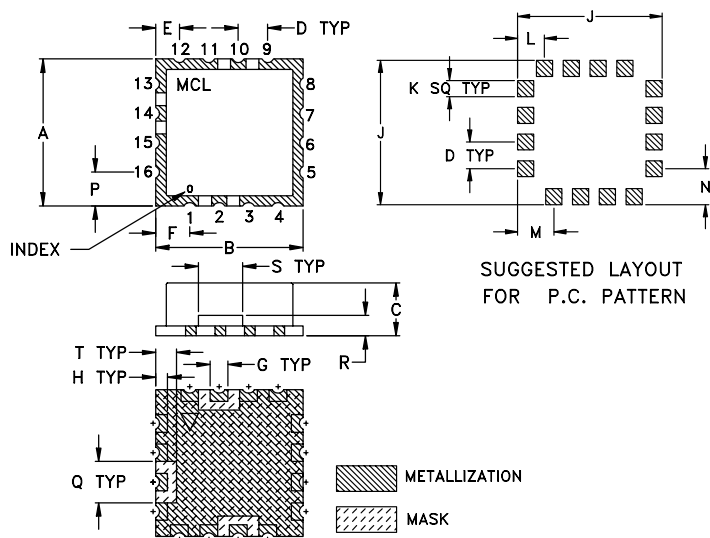 E
D TYP
12 11 10 9
MCL
13
14
15
16
8
7
6
5
A
P
1 2 3 4
F
B
INDEX
J
L
K SQ TYP
J
D TYP
N
M
SUGGESTED LAYOUT
FOR P.C. PATTERN
S TYP
C
R
T TYP
H TYP
G TYP
Q TYP
METALLIZATION
MASK